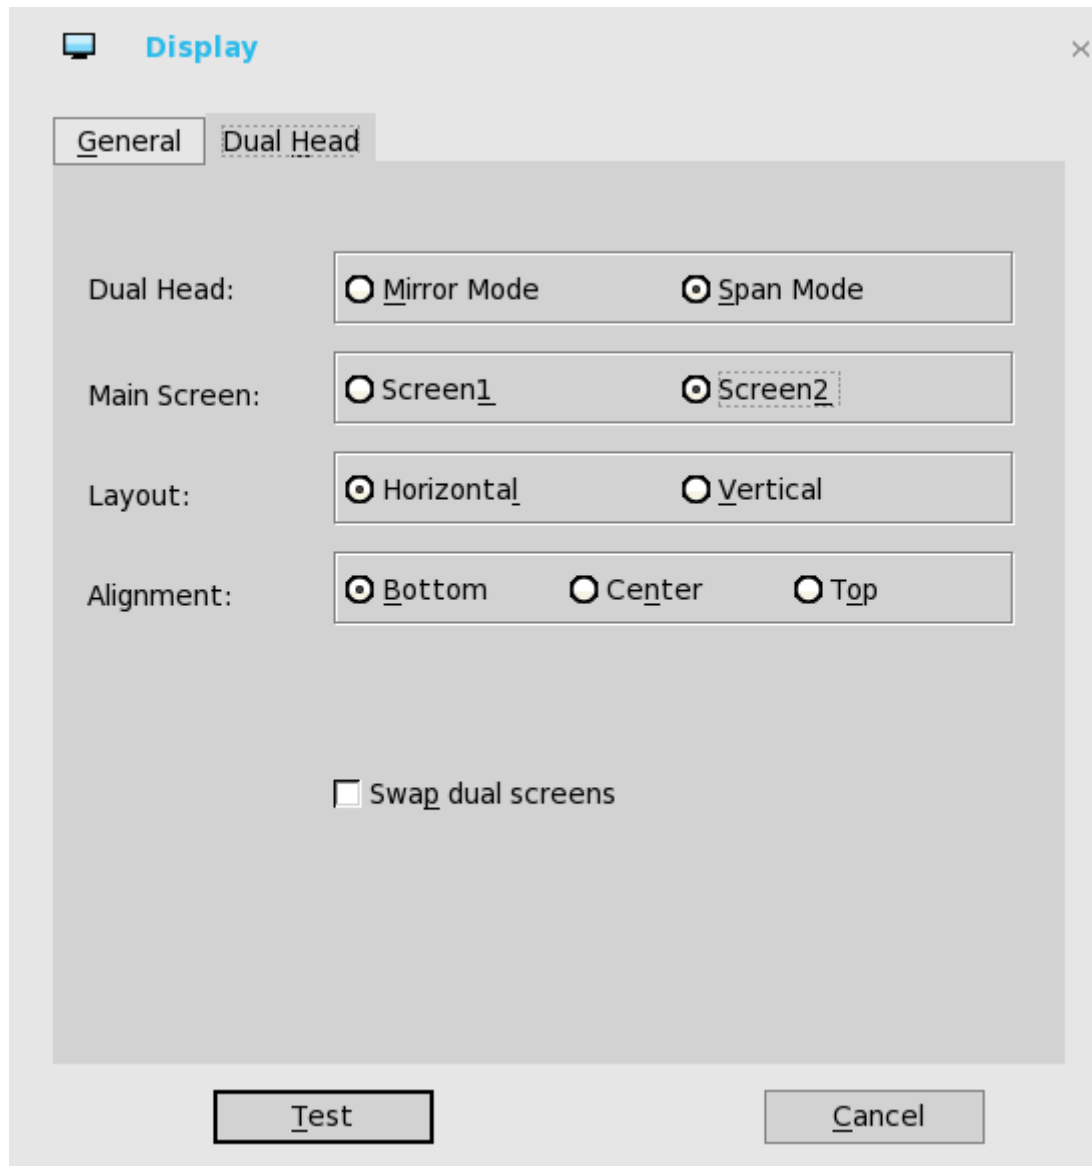 Display
General Dual Head
Dual Head: Mirror Mode Span Mode
Main Screen: Screen1 Screen2
Layout: Horizontal Vertical
Alignment: Bottom Center Top
Swap dual screens
Test Cancel